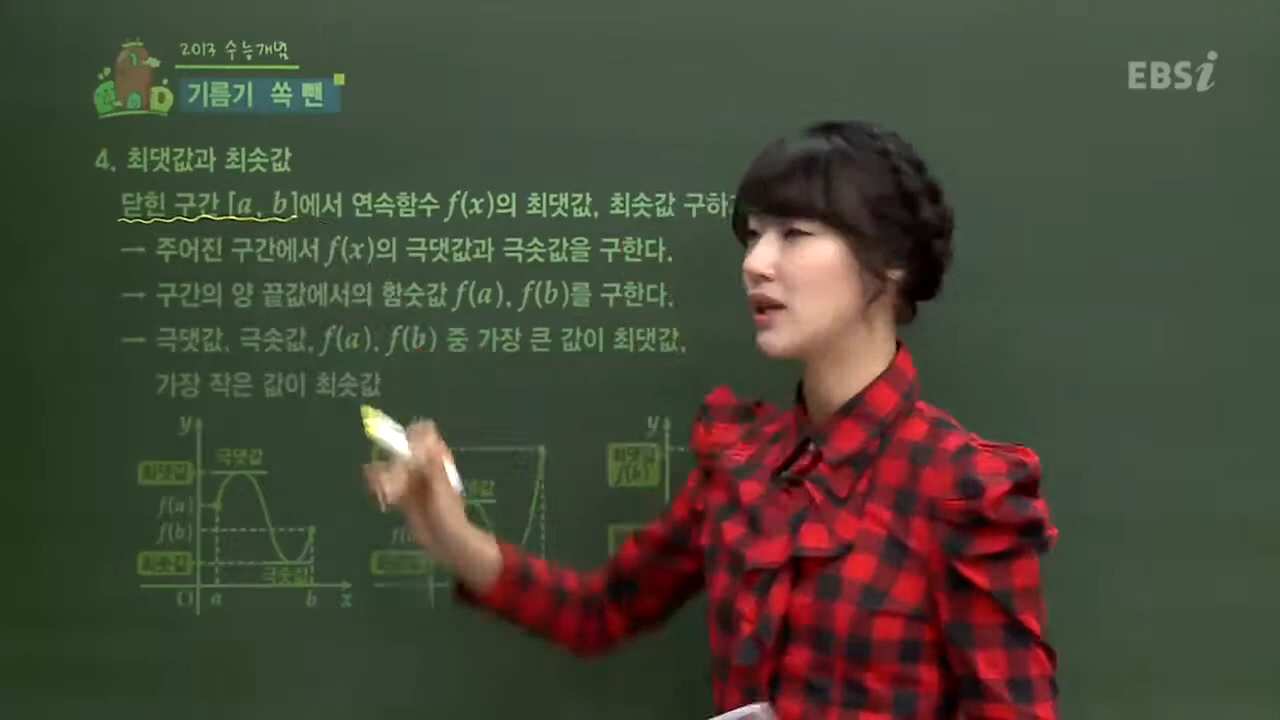 2013 수능개념
기름기 쏙 뺀
EBSi
4. 최댓값과 최솟값
닫힌 구간 [a, b]에서 연속함수 f(x)의 최댓값, 최솟값 구하
→ 주어진 구간에서 f(x)의 극댓값과 극솟값을 구한다.
→ 구간의 양 끝값에서의 함숫값 f(a), f(b)를 구한다.
→ 극댓값, 극솟값, f(a), f(b) 중 가장 큰 값이 최댓값,
가장 작은 값이 최솟값
y
극댓값
최댓값
f(a)
f(b)
최솟값
극솟값
O a b x
y
최댓값
f(b)